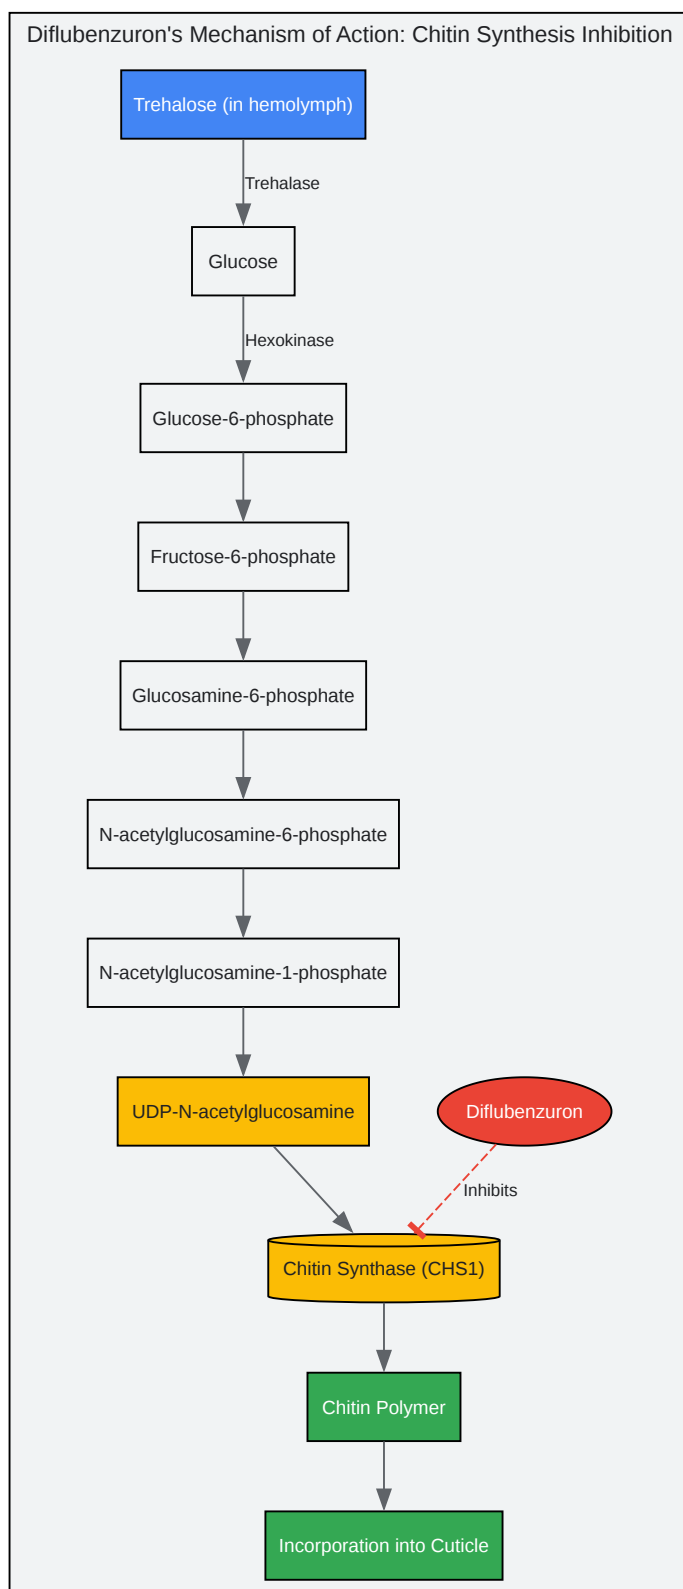 Diflubenzuron's Mechanism of Action: Chitin Synthesis Inhibition
Trehalose (in hemolymph)
Trehalase
Glucose
Hexokinase
Glucose-6-phosphate
Fructose-6-phosphate
Glucosamine-6-phosphate
N-acetylglucosamine-6-phosphate
N-acetylglucosamine-1-phosphate
UDP-N-acetylglucosamine
Diflubenzuron
Inhibits
Chitin Synthase (CHS1)
Chitin Polymer
Incorporation into Cuticle